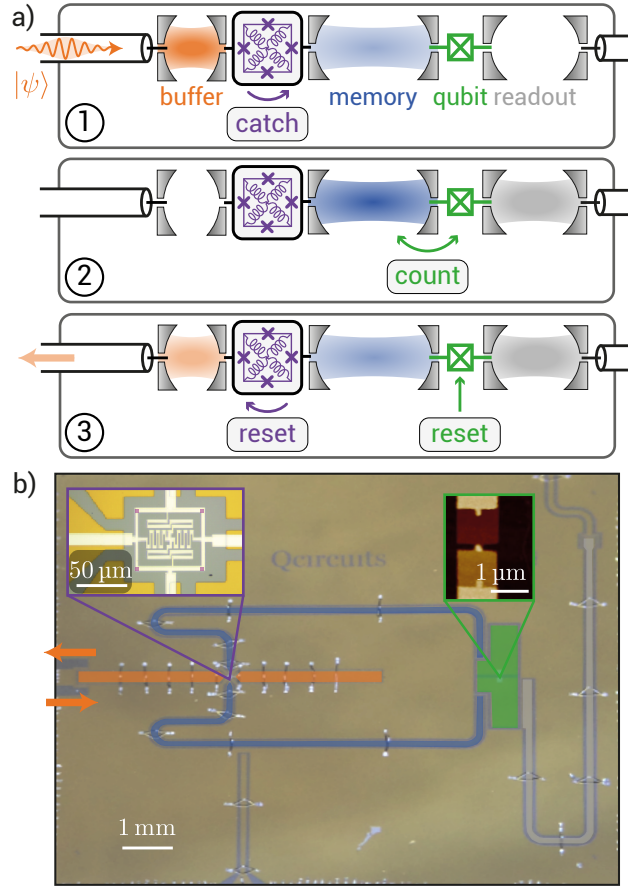 a)
|ψ⟩
buffer
memory
qubit
readout
catch
1
2
count
3
reset
reset
b)
50 μm
Qcircuits
1 μm
1 mm